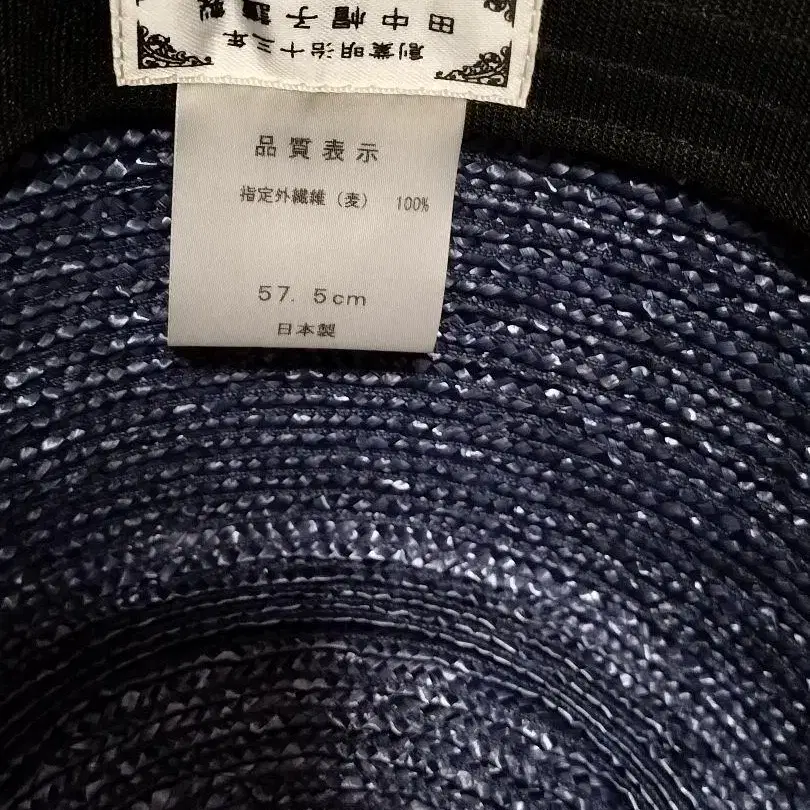 創業明治十三年
田中帽子謹製
品質表示
指定外繊維（麦） 100%
57.5cm
日本製